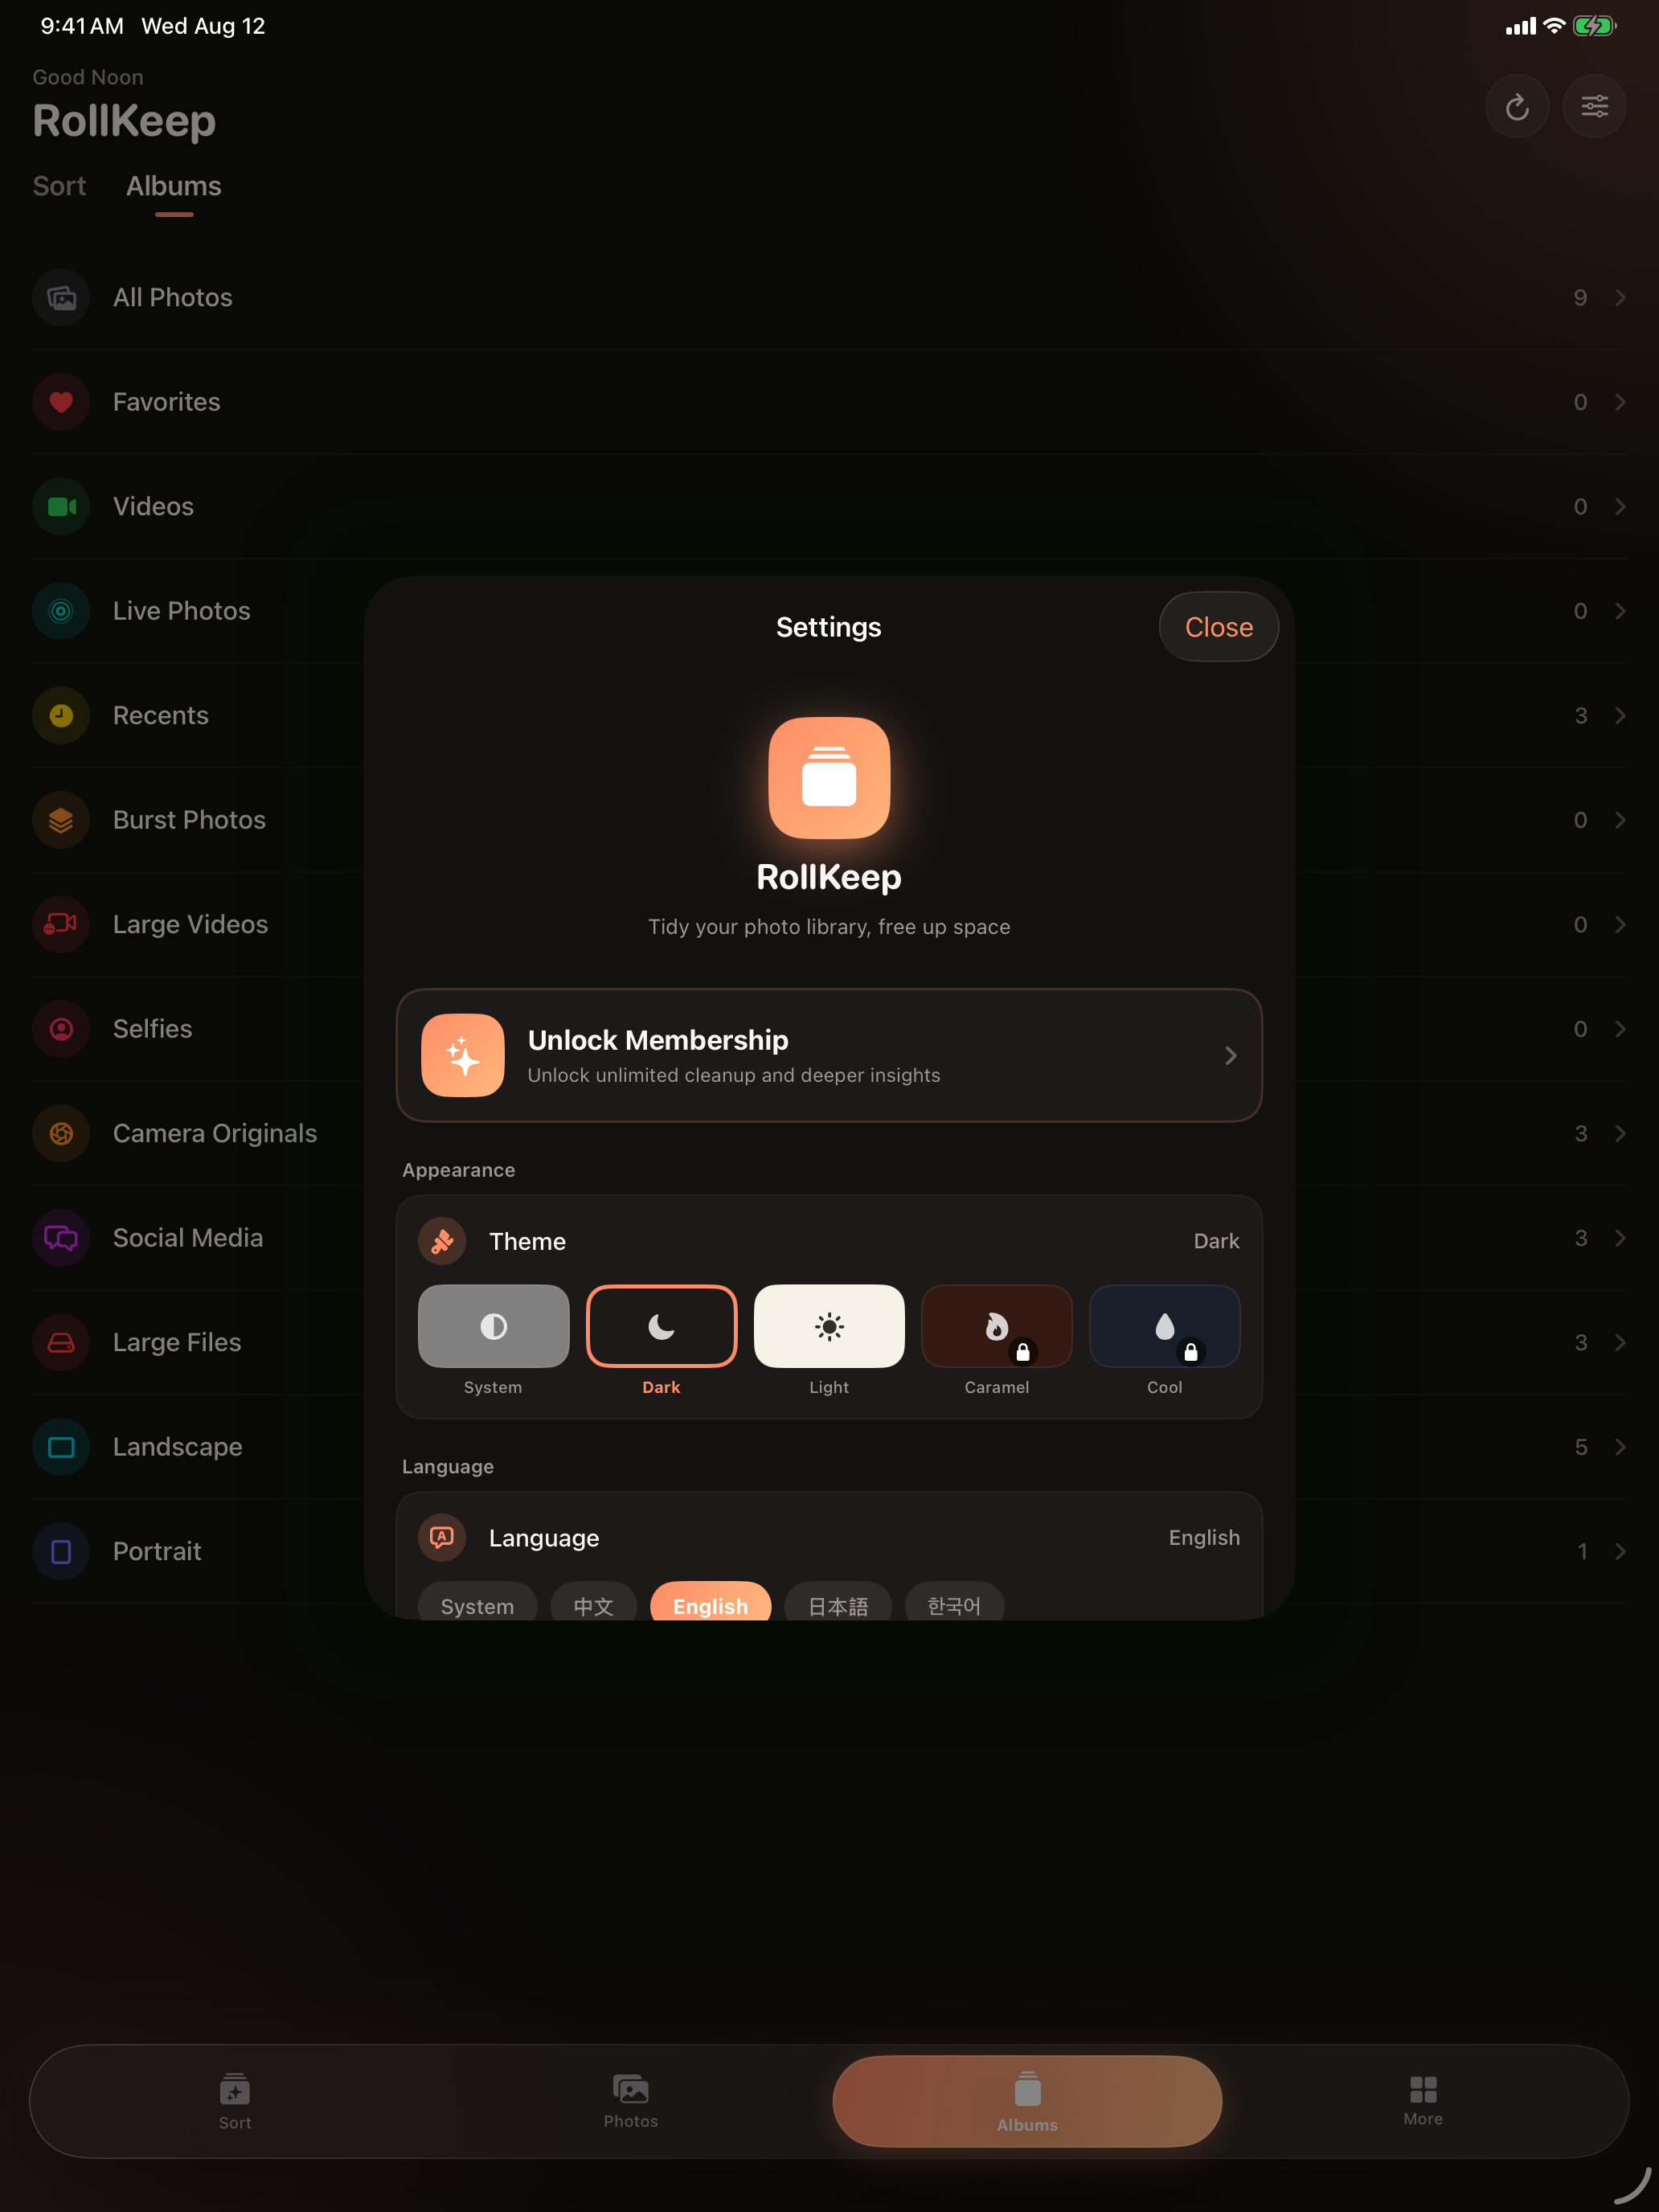 9:41 AM Wed Aug 12
Good Noon
RollKeep
Sort Albums
All Photos 9
Favorites 0
Videos 0
Live Photos 0
Recents 3
Burst Photos 0
Large Videos 0
Selfies 0
Camera Originals 3
Social Media 3
Large Files 3
Landscape 5
Portrait 1
Settings Close
RollKeep
Tidy your photo library, free up space
Unlock Membership
Unlock unlimited cleanup and deeper insights
Appearance
Theme Dark
System Dark Light Caramel Cool
Language
Language English
System 中文 English 日本語 한국어
Sort Photos Albums More